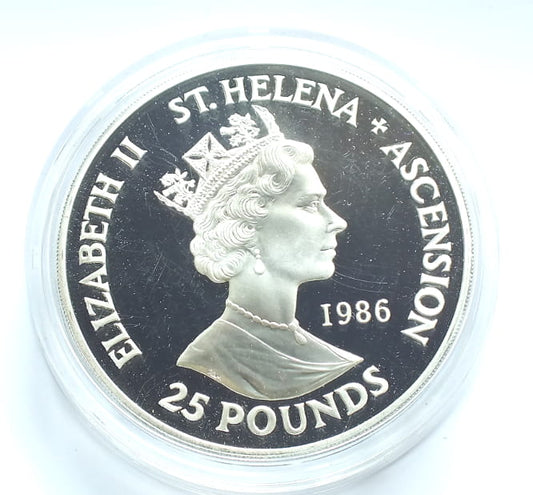 ELIZABETH II ST. HELENA ✶ ASCENSION
1986
25 POUNDS